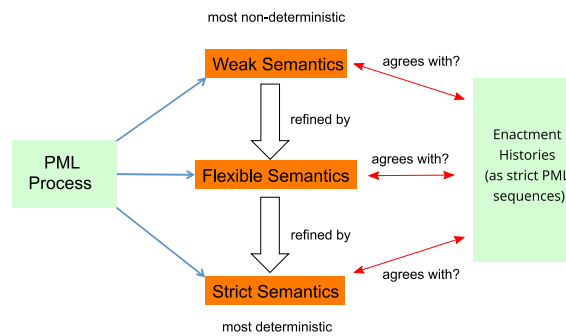 most non-deterministic
Weak Semantics
agrees with?
refined by
PML
Process
Flexible Semantics
agrees with?
Enactment
Histories
(as strict PML
sequences)
refined by
agrees with?
Strict Semantics
most deterministic